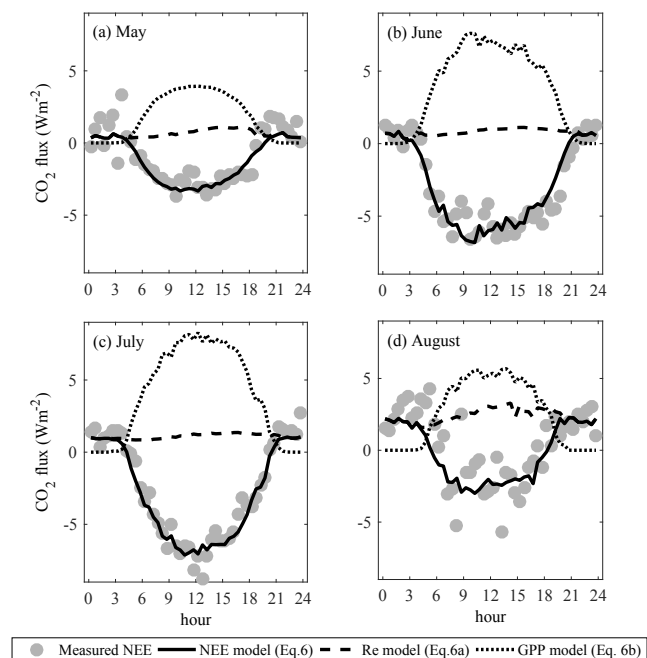 (a) May
5
0
-5
CO2 flux (Wm-2)
0 3 6 9 12 15 18 21 24
(b) June
5
0
-5
0 3 6 9 12 15 18 21 24
hour
(c) July
5
0
-5
CO2 flux (Wm-2)
0 3 6 9 12 15 18 21 24
hour
(d) August
5
0
-5
0 3 6 9 12 15 18 21 24
hour
Measured NEE NEE model (Eq.6) Re model (Eq.6a) GPP model (Eq. 6b)